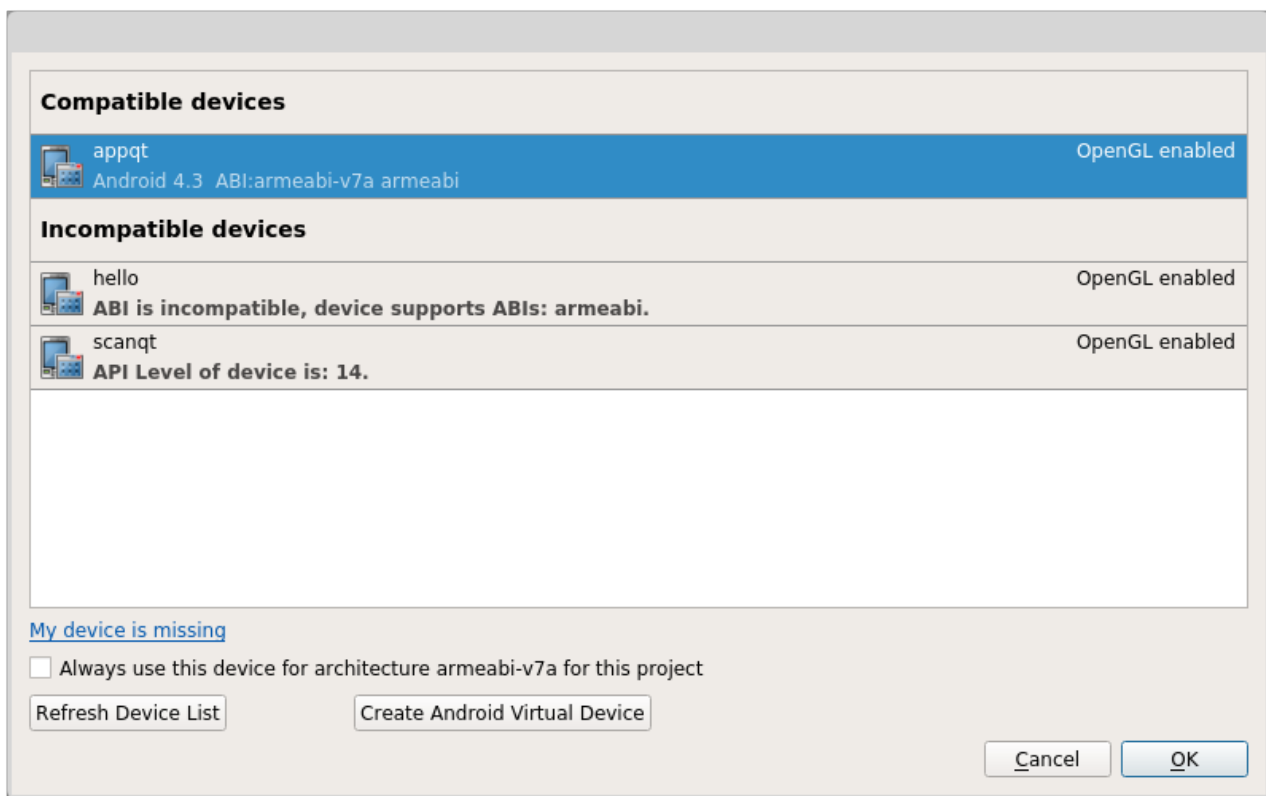 Compatible devices
appqt OpenGL enabled
Android 4.3  ABI:armeabi-v7a armeabi
Incompatible devices
hello OpenGL enabled
ABI is incompatible, device supports ABIs: armeabi.
scanqt OpenGL enabled
API Level of device is: 14.
My device is missing
Always use this device for architecture armeabi-v7a for this project
Refresh Device List Create Android Virtual Device
Cancel OK